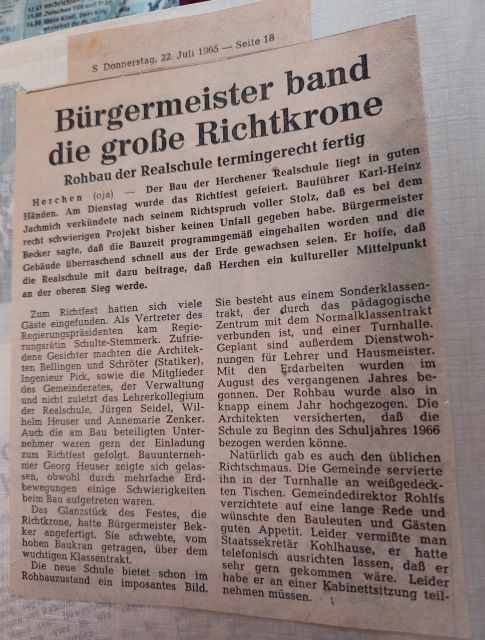 S Donnerstag, 22. Juli 1965 — Seite 18
Bürgermeister band
die große Richtkrone
Rohbau der Realschule termingerecht fertig
Herchen (oja) — Der Bau der Herchener Realschule liegt in guten
Händen. Am Dienstag wurde das Richtfest gefeiert. Bauführer Karl-Heinz
Jachmich verkündete nach seinem Richtspruch voller Stolz, daß es bei dem
recht schwierigen Projekt bisher keinen Unfall gegeben habe. Bürgermeister
Becker sagte, daß die Bauzeit programmgemäß eingehalten worden und die
Gebäude überraschend schnell aus der Erde gewachsen seien. Er hoffe, daß
die Realschule mit dazu beitrage, daß Herchen ein kultureller Mittelpunkt
an der oberen Sieg werde.
Zum Richtfest hatten sich viele
Gäste eingefunden. Als Vertreter des
Regierungspräsidenten kam Regie-
rungsrätin Schulte-Stemmerk. Zufrie-
dene Gesichter machten die Architek-
ten Bellingen und Schröter (Statiker),
Ingenieur Pick, sowie die Mitglieder
des Gemeinderates, der Verwaltung
und nicht zuletzt das Lehrerkollegium
der Realschule, Jürgen Seidel, Wil-
helm Heuser und Annemarie Zenker.
Auch die am Bau beteiligten Unter-
nehmer waren gern der Einladung
zum Richtfest gefolgt. Bauunterneh-
mer Georg Heuser zeigte sich gelas-
sen, obwohl durch mehrfache Erd-
bewegungen einige Schwierigkeiten
beim Bau aufgetreten waren.
Das Glanzstück des Festes, die
Richtkrone, hatte Bürgermeister Bek-
ker angefertigt. Sie schwebte, vom
hohen Baukran getragen, über dem
wuchtigen Klassentrakt.
Die neue Schule bietet schon im
Rohbauzustand ein imposantes Bild.
Sie besteht aus einem Sonderklassen-
trakt, der durch das pädagogische
Zentrum mit dem Normalklassentrakt
verbunden ist, und einer Turnhalle.
Geplant sind außerdem Dienstwoh-
nungen für Lehrer und Hausmeister.
Mit den Erdarbeiten wurden im
August des vergangenen Jahres be-
gonnen. Der Rohbau wurde also in
knapp einem Jahr hochgezogen. Die
Architekten versicherten, daß die
Schule zu Beginn des Schuljahres 1966
bezogen werden könne.
Natürlich gab es auch den üblichen
Richtschmaus. Die Gemeinde servierte
ihn in der Turnhalle an weißgedeck-
ten Tischen. Gemeindedirektor Rohlfs
verzichtete auf eine lange Rede und
wünschte den Bauleuten und Gästen
guten Appetit. Leider vermißte man
Staatssekretär Kohlhause, er hatte
telefonisch ausrichten lassen, daß er
sehr gern gekommen wäre. Leider
habe er an einer Kabinettsitzung teil-
nehmen müssen.